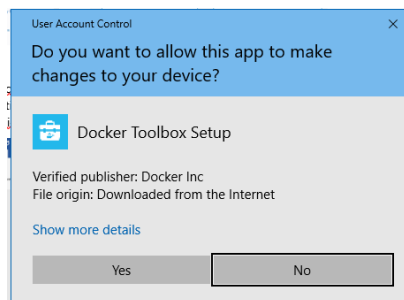 User Account Control
Do you want to allow this app to make
changes to your device?
Docker Toolbox Setup
Verified publisher: Docker Inc
File origin: Downloaded from the Internet
Show more details
Yes
No